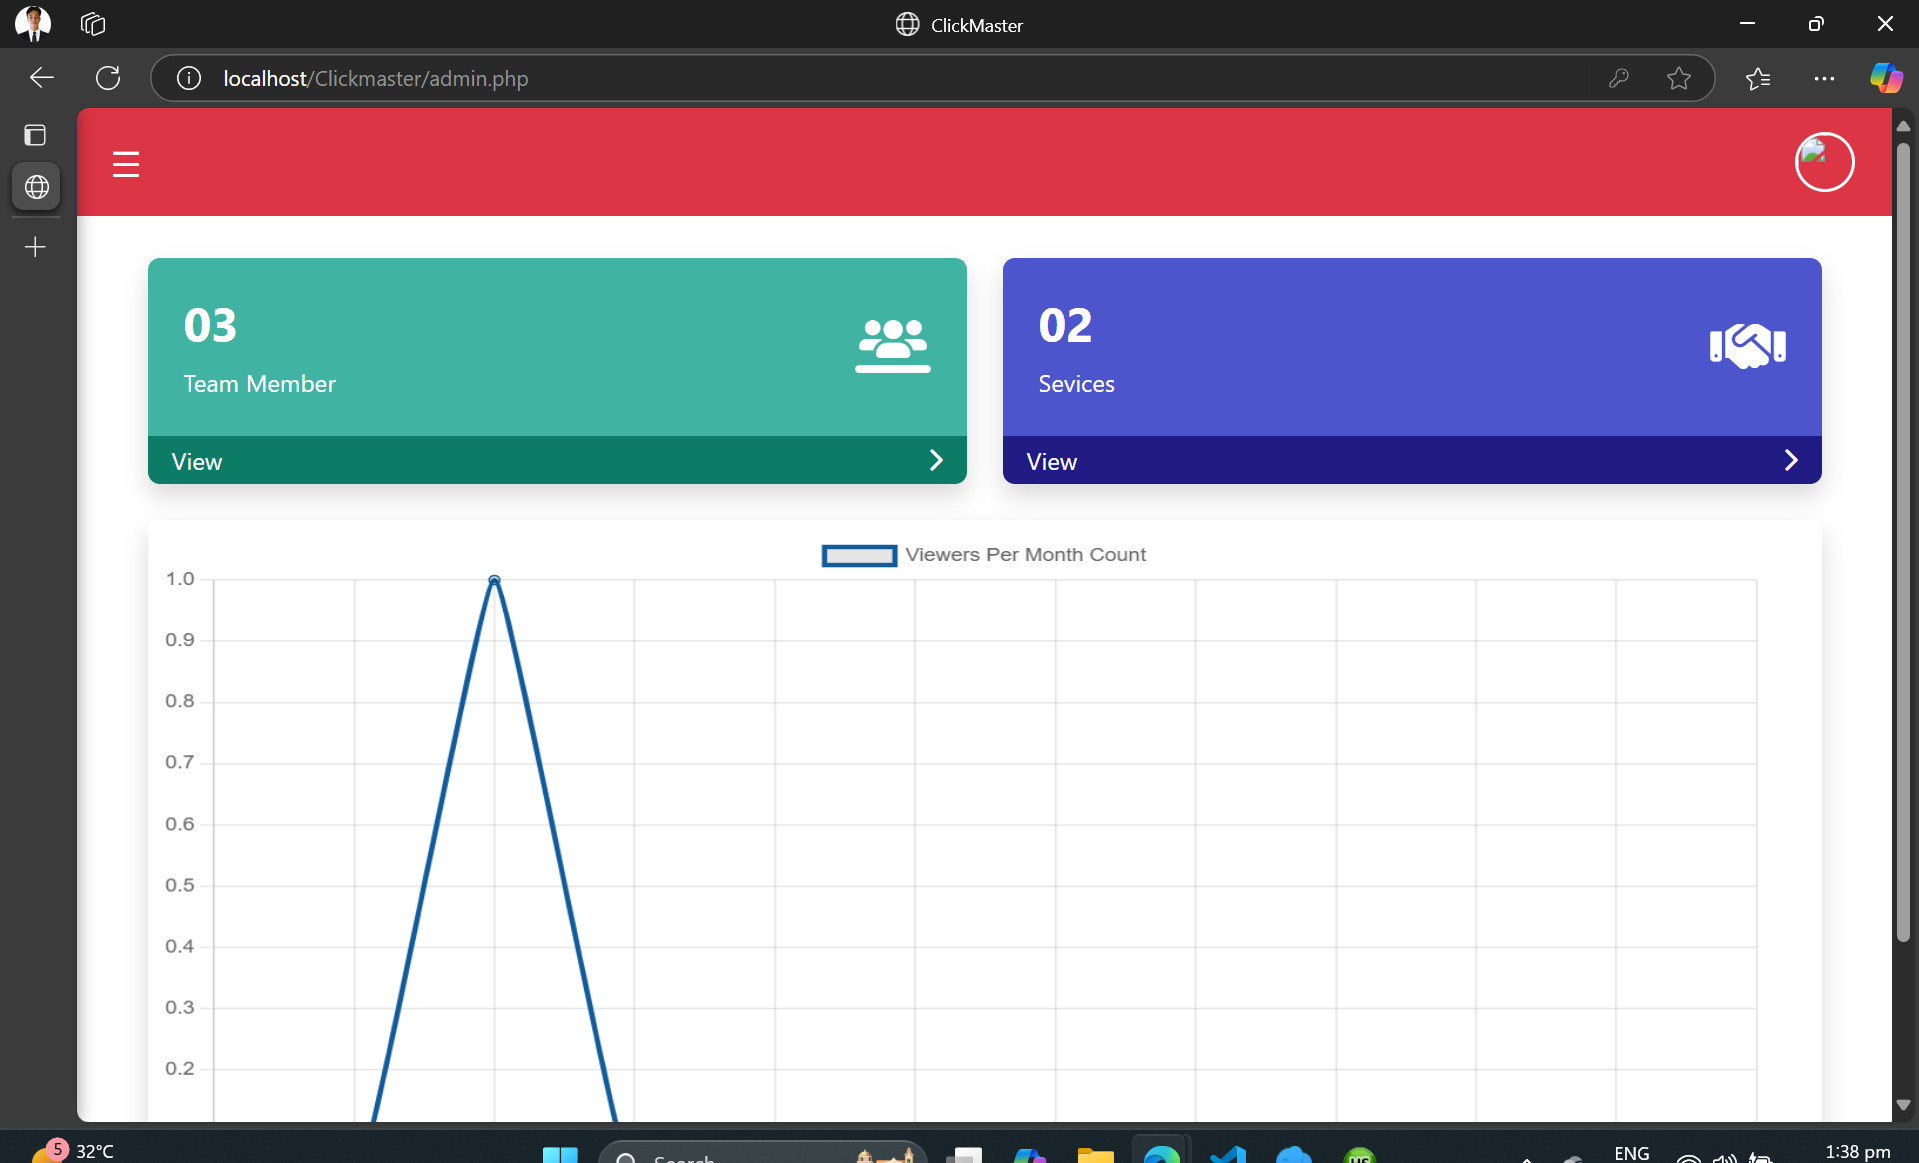 ClickMaster
localhost/Clickmaster/admin.php
03
Team Member
View
02
Sevices
View
Viewers Per Month Count
1.0
0.9
0.8
0.7
0.6
0.5
0.4
0.3
0.2
5
32°C
Search
ENG
1:38 pm